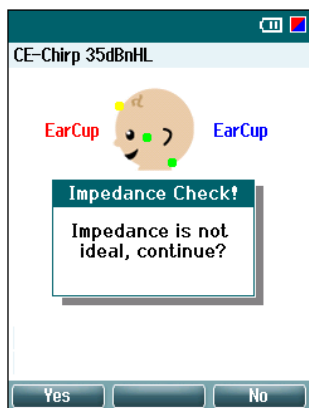 CE-Chirp 35dBnHL
EarCup EarCup
Impedance Check!
Impedance is not
ideal, continue?
Yes No